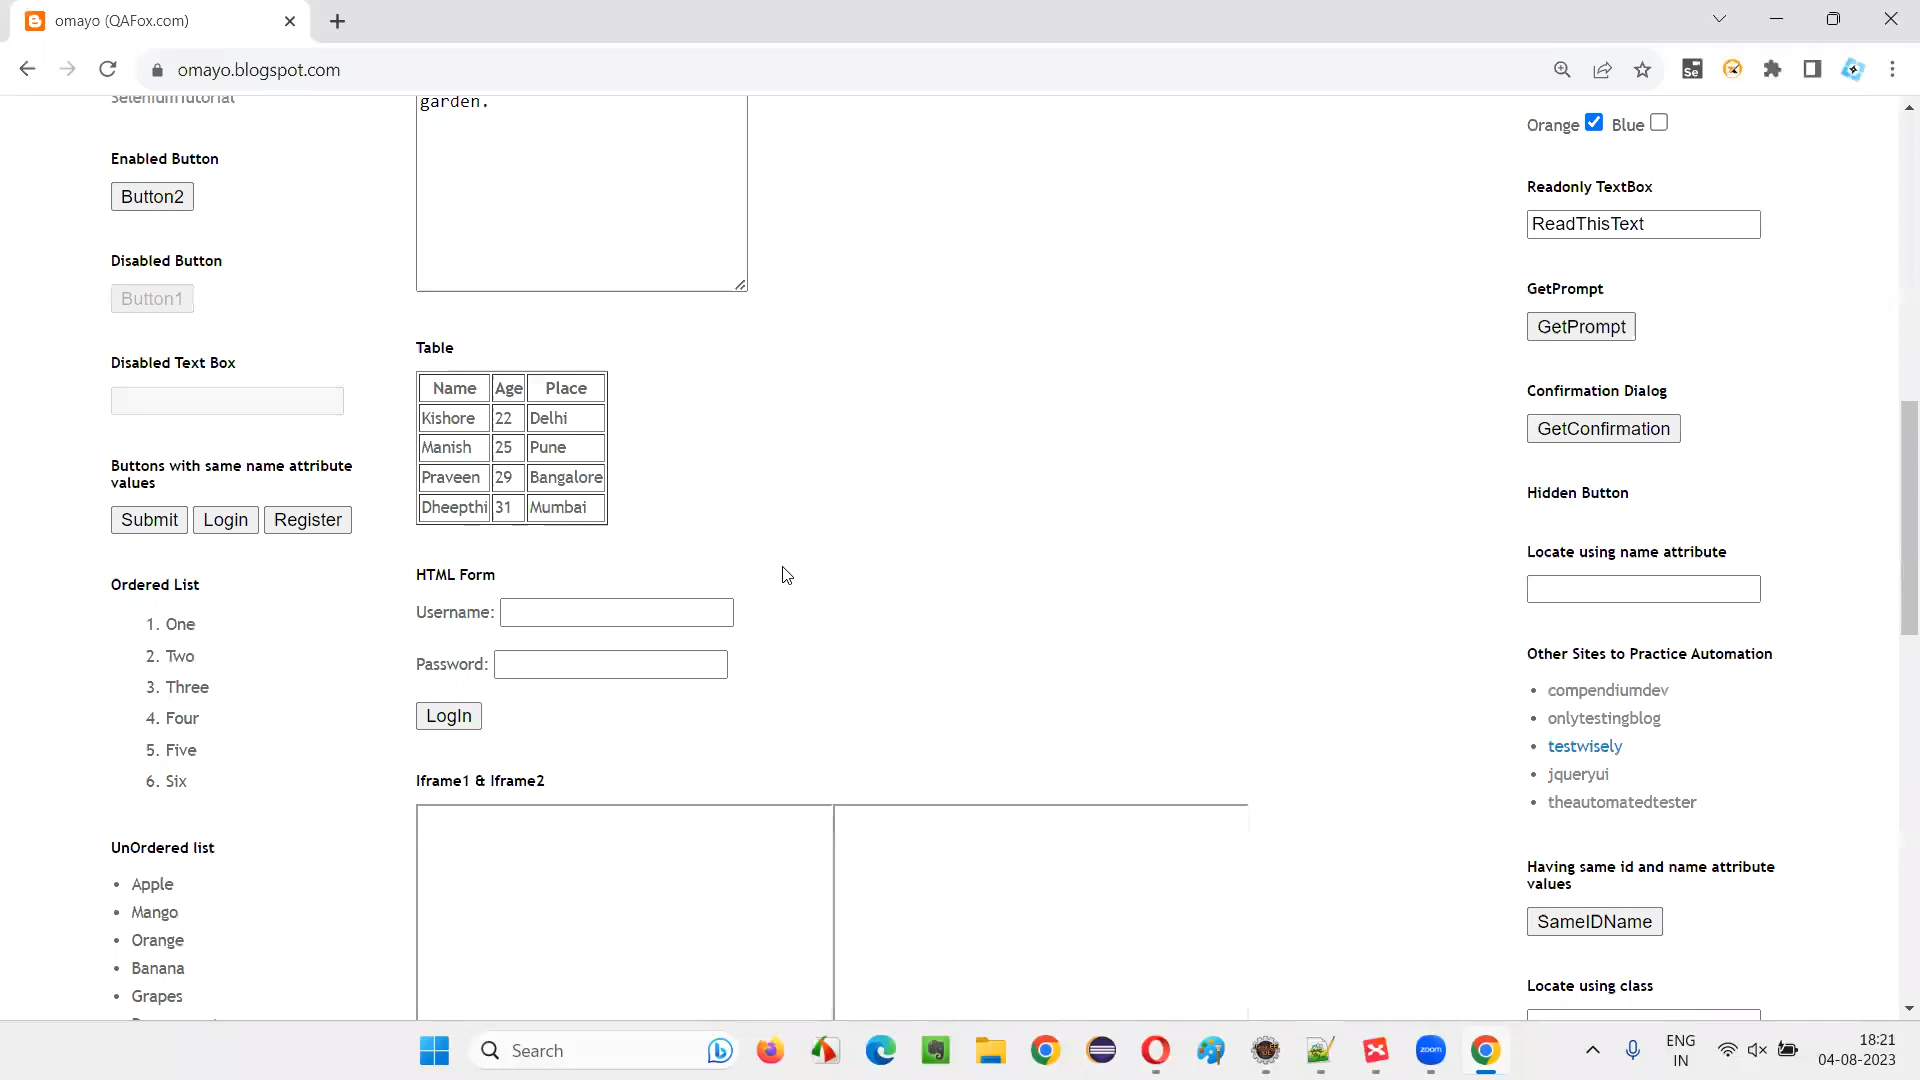 omayo (QAFox.com)
omayo.blogspot.com
SeleniumTutorial
Enabled Button
Button2
Disabled Button
Button1
Disabled Text Box
Buttons with same name attribute
values
Submit Login Register
Ordered List
1. One
2. Two
3. Three
4. Four
5. Five
6. Six
UnOrdered list
• Apple
• Mango
• Orange
• Banana
• Grapes
garden.
Table
Name Age Place
Kishore 22 Delhi
Manish 25 Pune
Praveen 29 Bangalore
Dheepthi 31 Mumbai
HTML Form
Username:
Password:
LogIn
Iframe1 & Iframe2
Orange Blue
Readonly TextBox
ReadThisText
GetPrompt
GetPrompt
Confirmation Dialog
GetConfirmation
Hidden Button
Locate using name attribute
Other Sites to Practice Automation
• compendiumdev
• onlytestingblog
• testwisely
• jqueryui
• theautomatedtester
Having same id and name attribute
values
SameIDName
Locate using class
Search
zoom
ENG
IN
18:21
04-08-2023